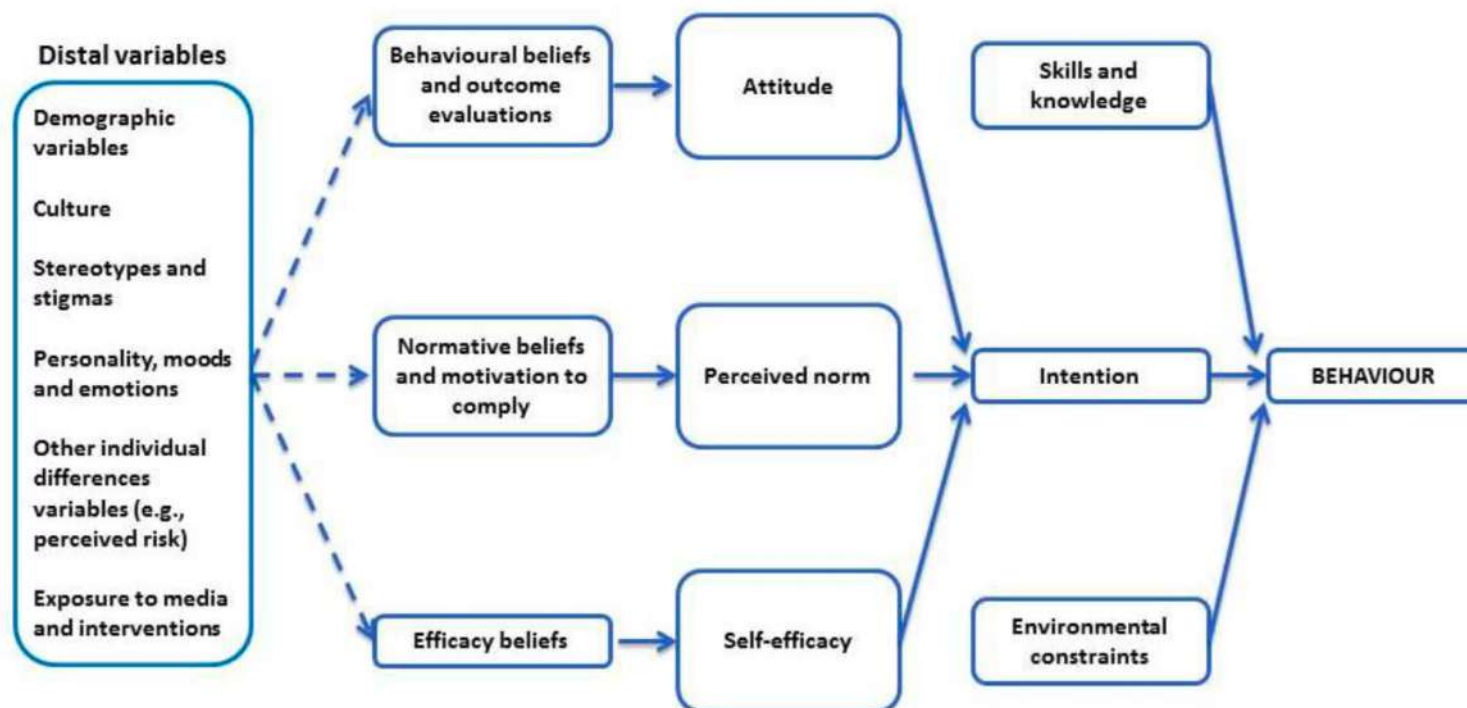 Distal variables
Demographic
variables
Culture
Stereotypes and
stigmas
Personality, moods
and emotions
Other individual
differences
variables (e.g.,
perceived risk)
Exposure to media
and interventions
Behavioural beliefs
and outcome
evaluations
Attitude
Skills and
knowledge
Normative beliefs
and motivation to
comply
Perceived norm
Intention
BEHAVIOUR
Efficacy beliefs
Self-efficacy
Environmental
constraints